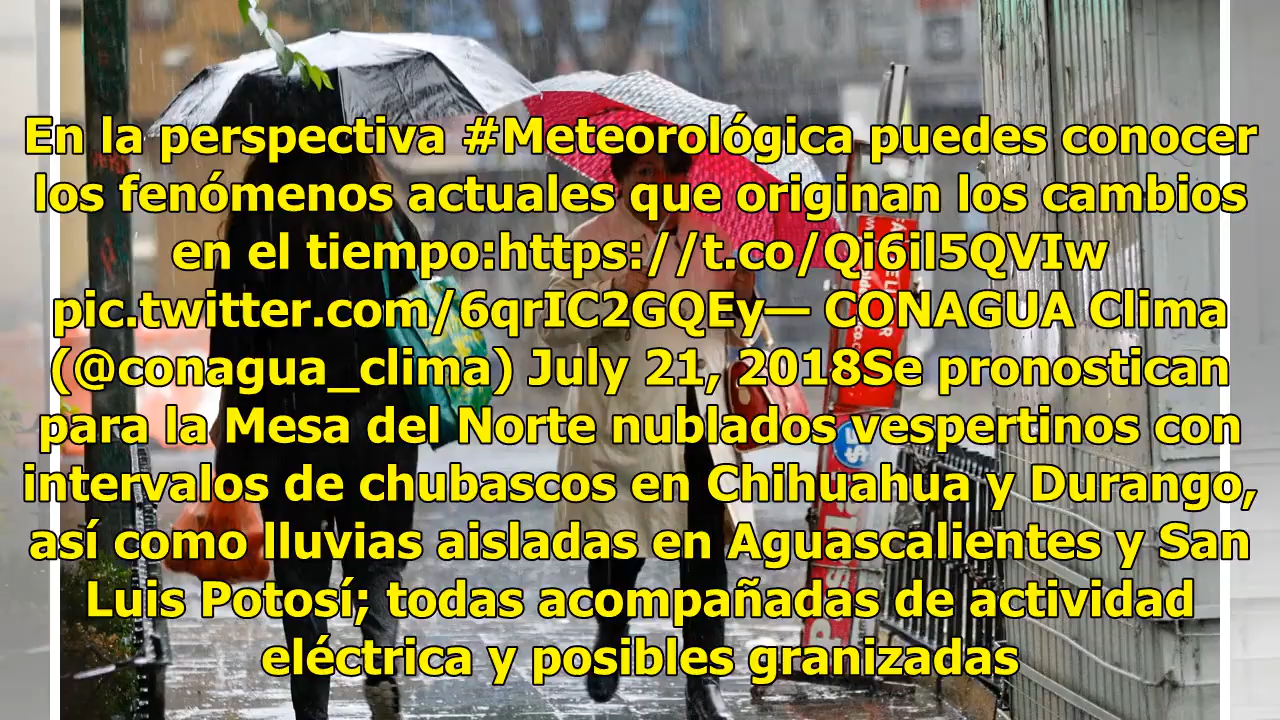 En la perspectiva #Meteorológica puedes conocer
los fenómenos actuales que originan los cambios
en el tiempo:https://t.co/Qi6il5QVIw
pic.twitter.com/6qrIC2GQEy— CONAGUA Clima
(@conagua_clima) July 21, 2018Se pronostican
para la Mesa del Norte nublados vespertinos con
intervalos de chubascos en Chihuahua y Durango,
así como lluvias aisladas en Aguascalientes y San
Luis Potosí; todas acompañadas de actividad
eléctrica y posibles granizadas